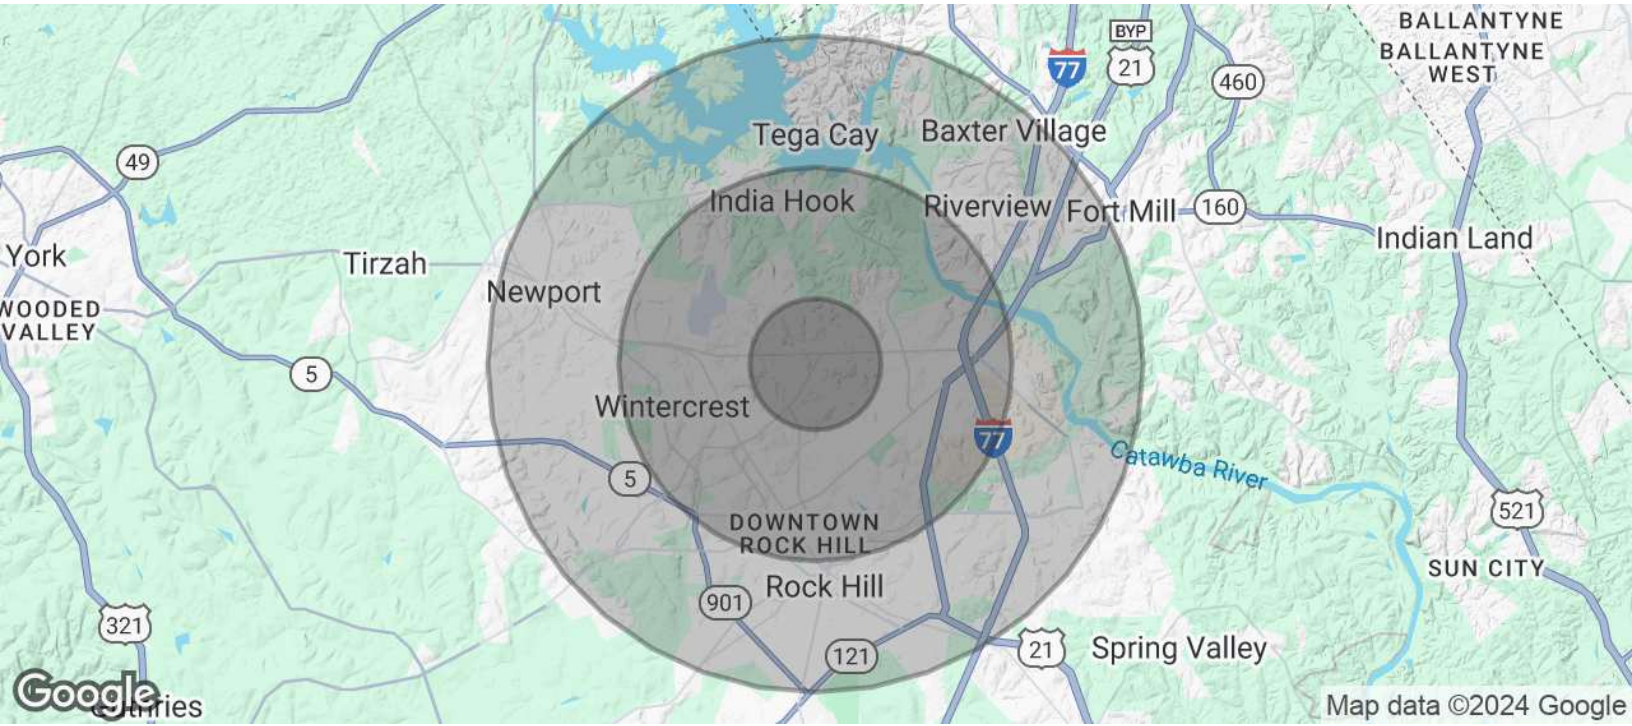 BALLANTYNE
BALLANTYNE
WEST
BYP
21
77
460
49
Tega Cay
Baxter Village
India Hook
Riverview
Fort Mill
160
Indian Land
York
Tirzah
Newport
WOODED
VALLEY
5
Wintercrest
77
Catawba River
5
521
DOWNTOWN
ROCK HILL
SUN CITY
Rock Hill
901
321
121
21
Spring Valley
Google
Guthries
Map data ©2024 Google